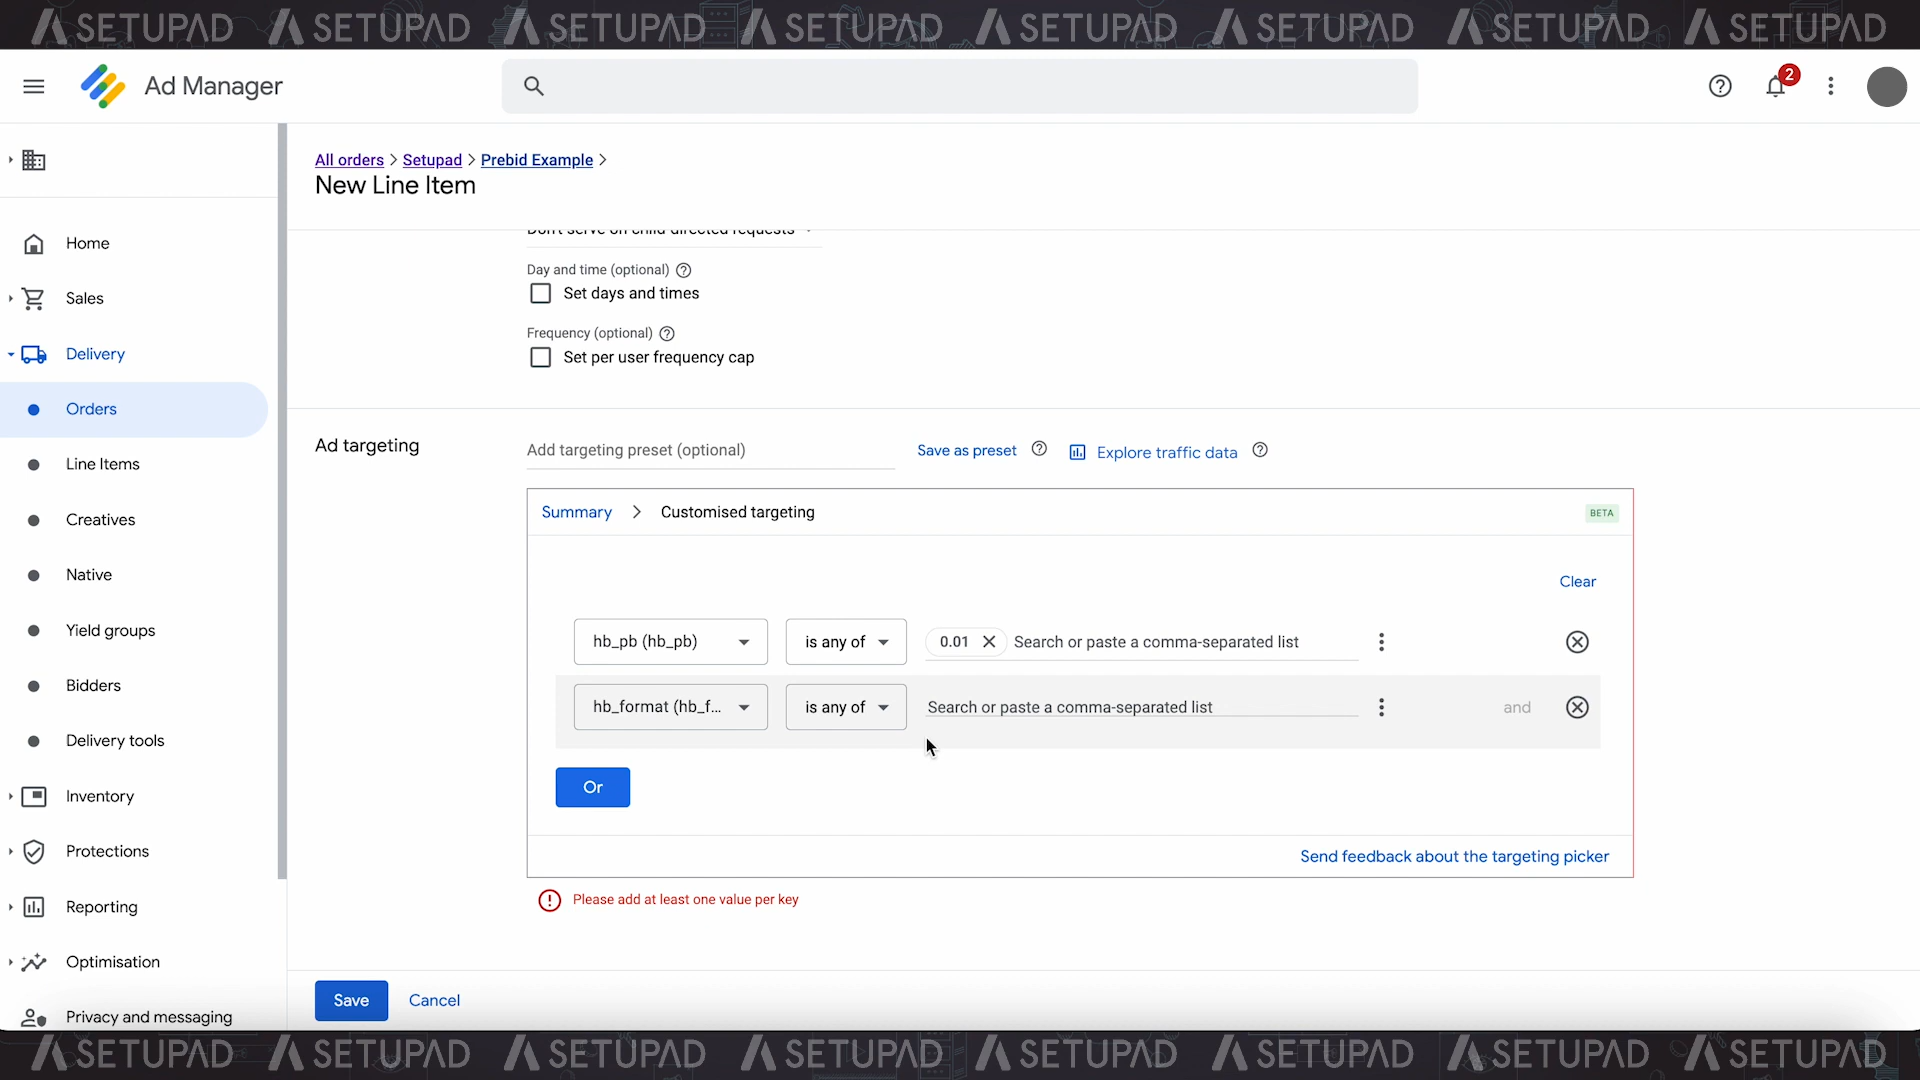 SETUPAD SETUPAD SETUPAD SETUPAD SETUPAD SETUPAD SETUPAD SETUPAD
Ad Manager
2
All orders > Setupad > Prebid Example >
New Line Item
Don't serve on child-directed requests
Home
Day and time (optional)
Set days and times
Sales
Frequency (optional)
Set per user frequency cap
Delivery
Orders
Ad targeting
Add targeting preset (optional)
Save as preset
Explore traffic data
Line Items
Summary > Customised targeting
BETA
Creatives
Native
Clear
Yield groups
hb_pb (hb_pb)
is any of
0.01
Search or paste a comma-separated list
Bidders
hb_format (hb_f...
is any of
Search or paste a comma-separated list
and
Delivery tools
Or
Inventory
Protections
Send feedback about the targeting picker
Please add at least one value per key
Reporting
Optimisation
Save
Cancel
Privacy and messaging
SETUPAD SETUPAD SETUPAD SETUPAD SETUPAD SETUPAD SETUPAD SETUPAD